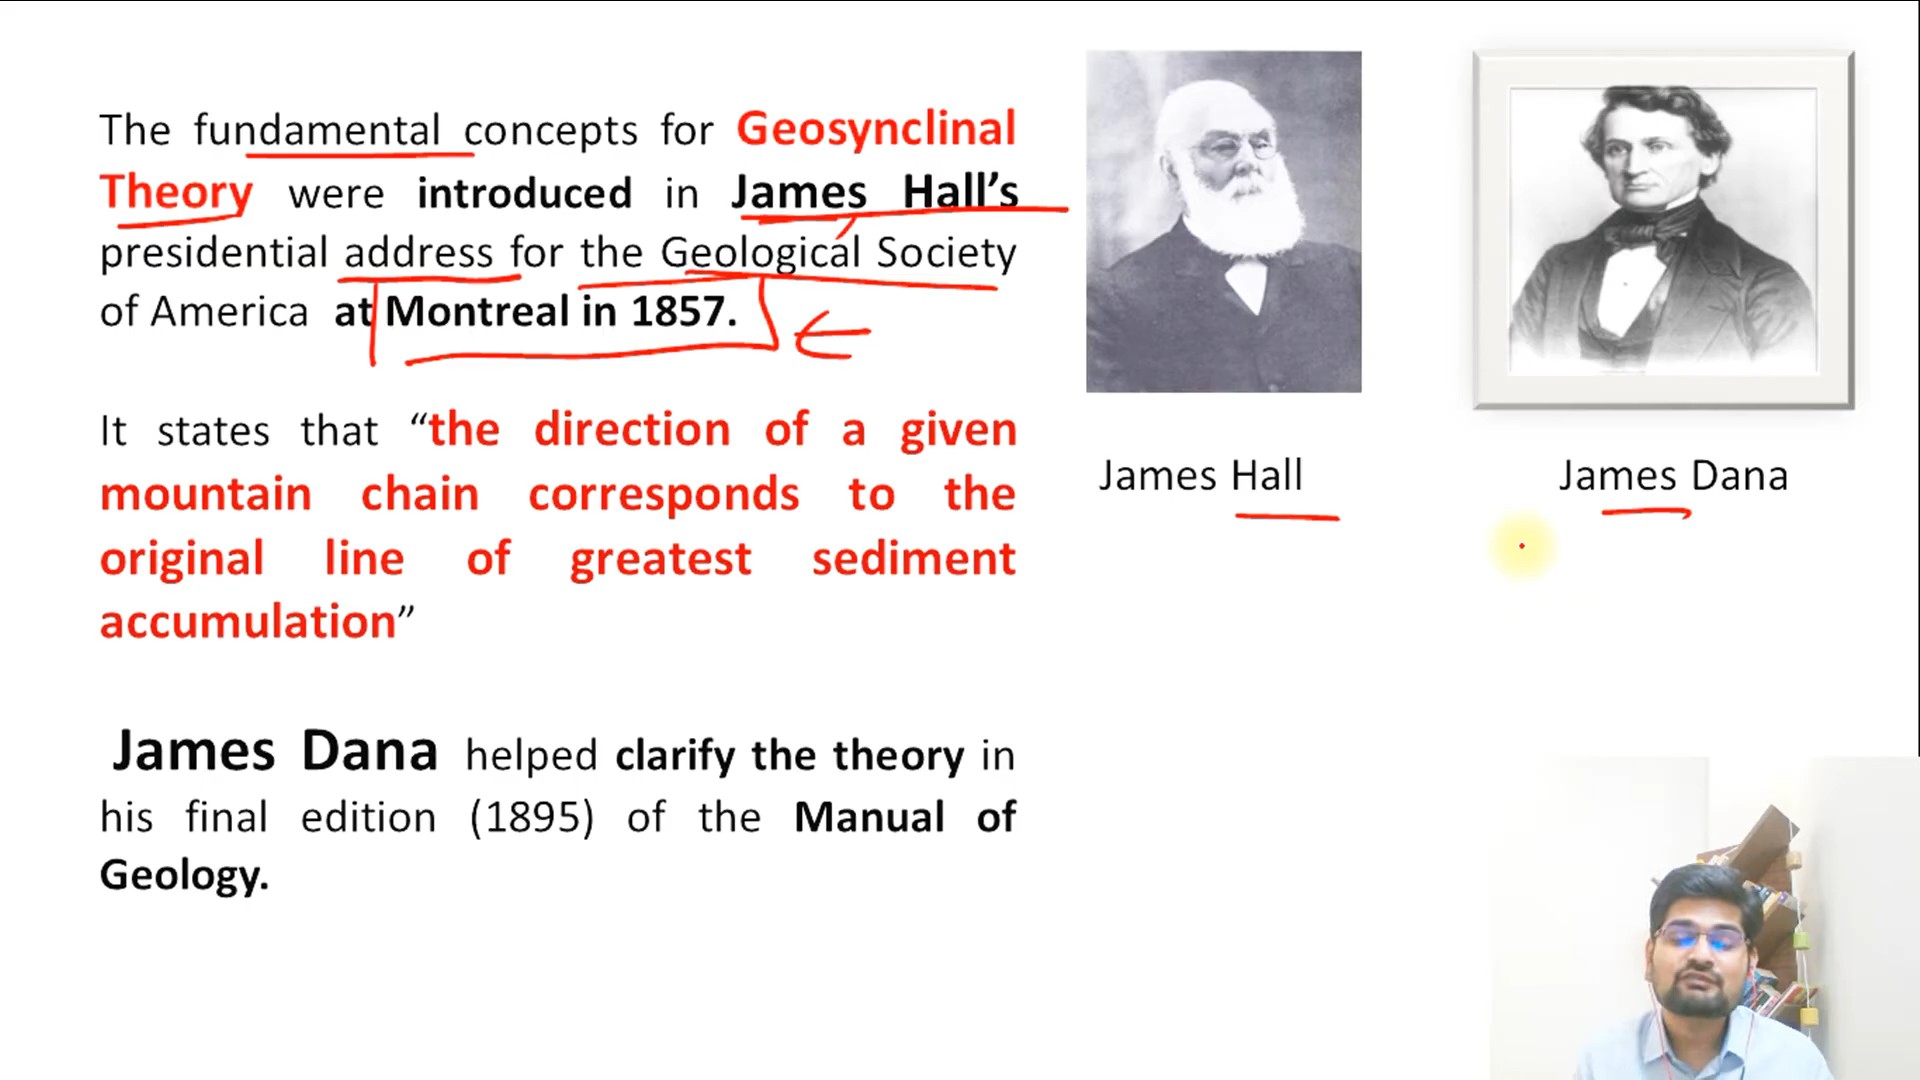 The fundamental concepts for Geosynclinal
Theory were introduced in James Hall’s
presidential address for the Geological Society
of America at Montreal in 1857.
It states that “the direction of a given
mountain chain corresponds to the
original line of greatest sediment
accumulation”
James Dana helped clarify the theory in
his final edition (1895) of the Manual of
Geology.
James Hall
James Dana